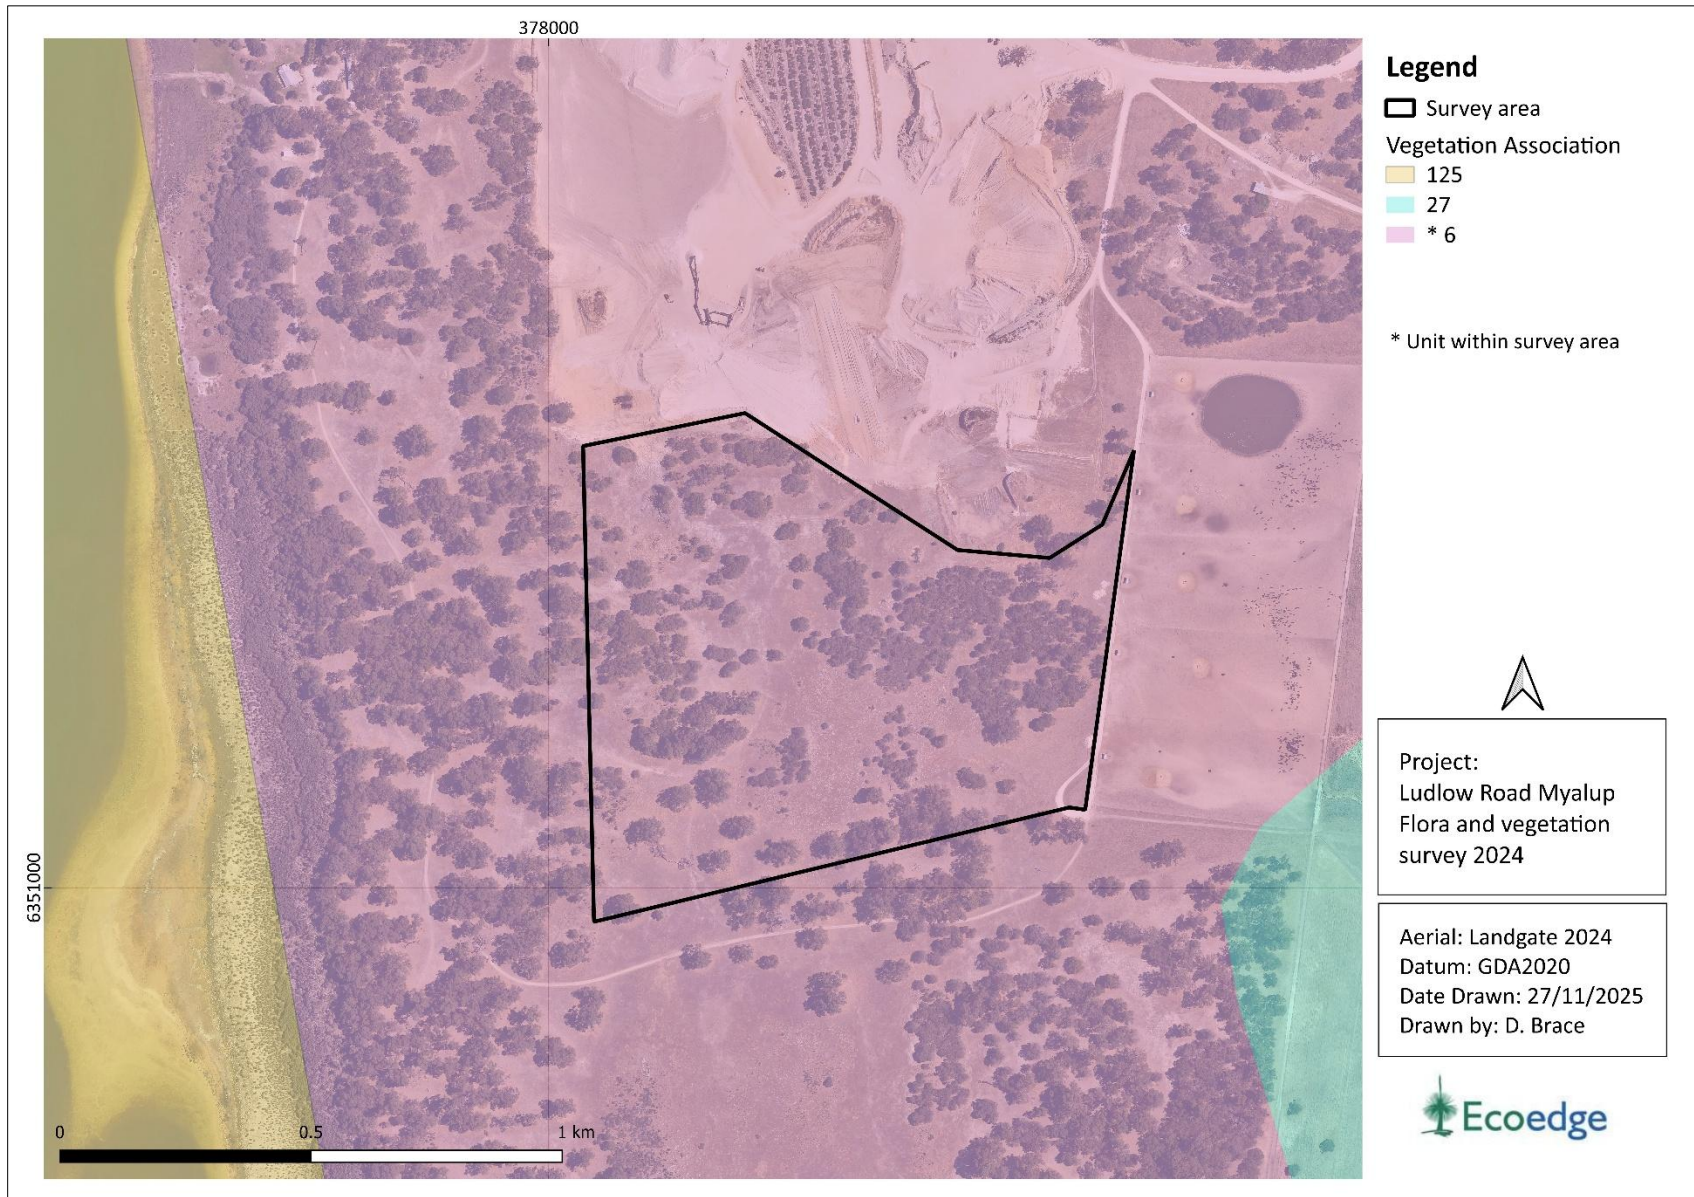 378000
6351000
0
0.5
1 km
Legend
Survey area
Vegetation Association
125
27
* 6
* Unit within survey area
Project:
Ludlow Road Myalup
Flora and vegetation
survey 2024
Aerial: Landgate 2024
Datum: GDA2020
Date Drawn: 27/11/2025
Drawn by: D. Brace
Ecoedge